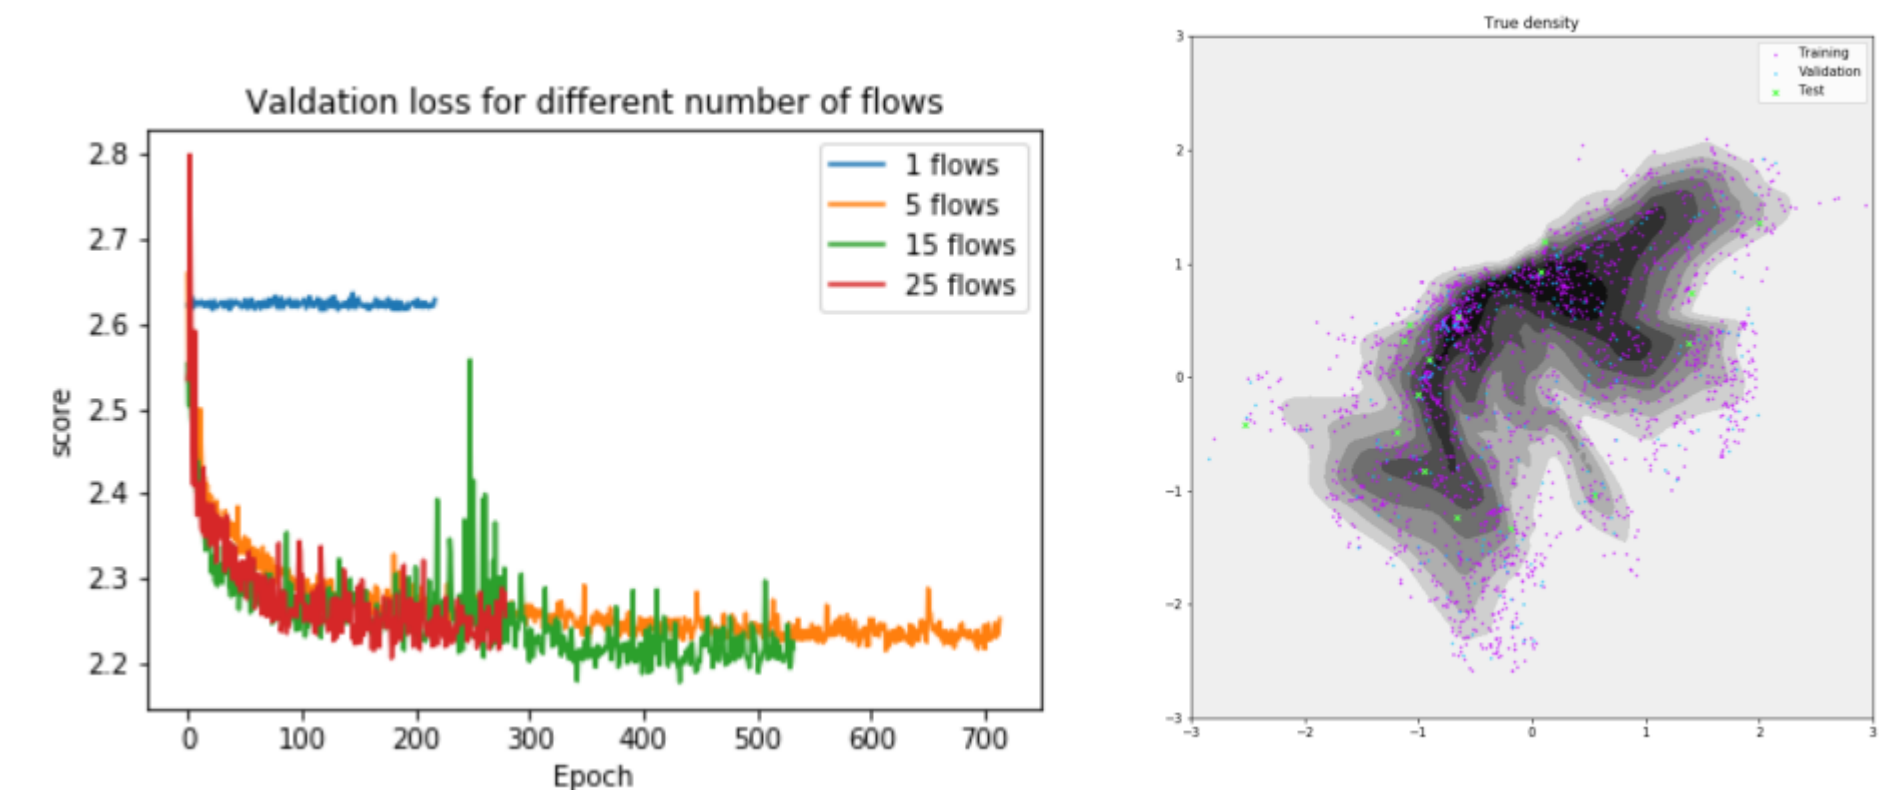 Valdation loss for different number of flows
2.8
2.7
2.6
2.5
2.4
2.3
2.2
score
0 100 200 300 400 500 600 700
Epoch
1 flows
5 flows
15 flows
25 flows
True density
3
2
1
0
−1
−2
−3
−3 −2 −1 0 1 2 3
Training
Validation
Test